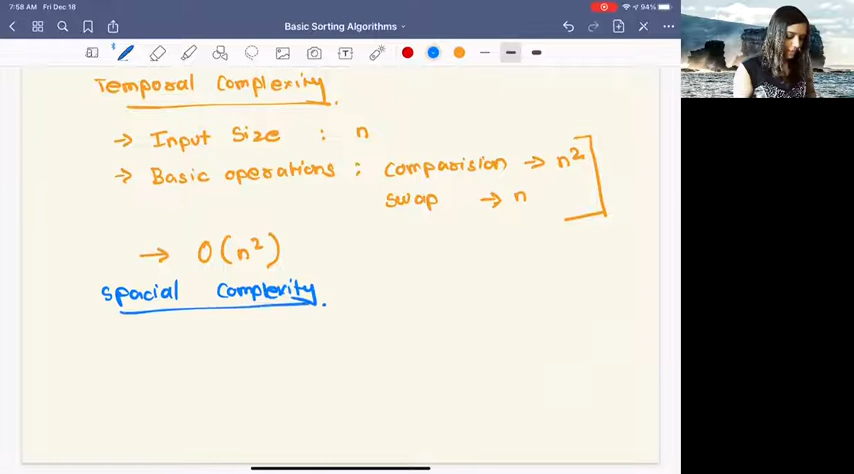 7:58 AM Fri Dec 18
94%
Basic Sorting Algorithms
Temporal Complexity.
→ Input Size : n
→ Basic operations : comparision → n²
swap → n
→ O(n²)
Spacial Complexity.